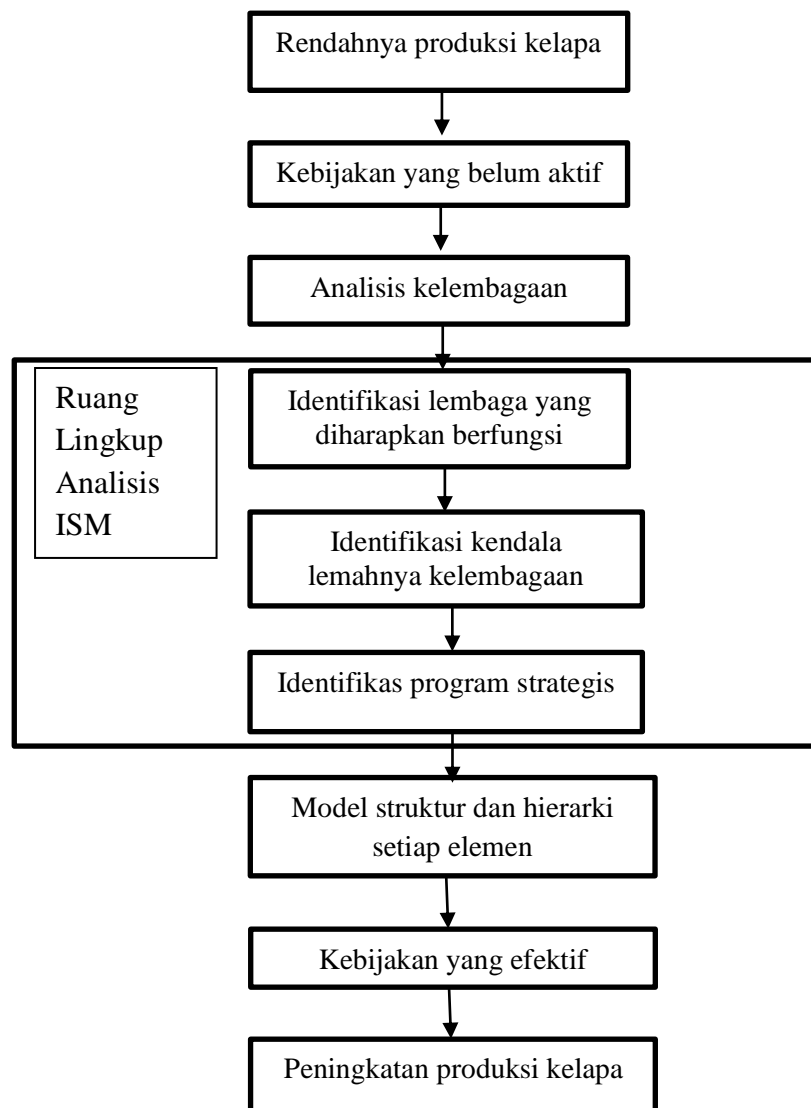 Rendahnya produksi kelapa
Kebijakan yang belum aktif
Analisis kelembagaan
Ruang
Lingkup
Analisis
ISM
Identifikasi lembaga yang
diharapkan berfungsi
Identifikasi kendala
lemahnya kelembagaan
Identifikas program strategis
Model struktur dan hierarki
setiap elemen
Kebijakan yang efektif
Peningkatan produksi kelapa